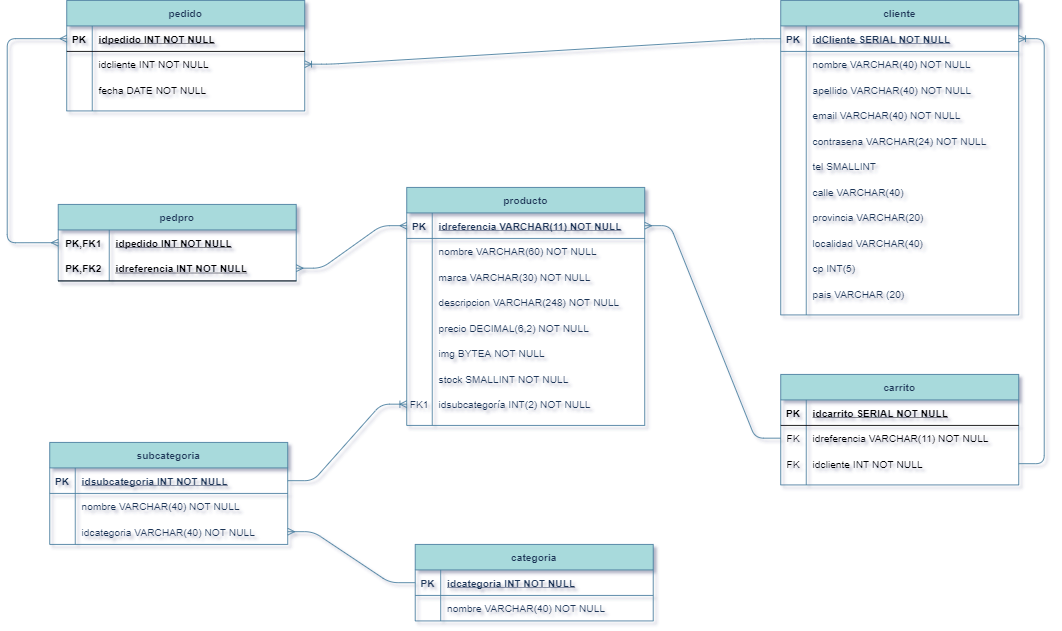 pedido
PK idpedido INT NOT NULL
idcliente INT NOT NULL
fecha DATE NOT NULL
cliente
PK idCliente SERIAL NOT NULL
nombre VARCHAR(40) NOT NULL
apellido VARCHAR(40) NOT NULL
email VARCHAR(40) NOT NULL
contrasena VARCHAR(24) NOT NULL
tel SMALLINT
calle VARCHAR(40)
provincia VARCHAR(20)
localidad VARCHAR(40)
cp INT(5)
pais VARCHAR (20)
pedpro
PK,FK1 idpedido INT NOT NULL
PK,FK2 idreferencia INT NOT NULL
producto
PK idreferencia VARCHAR(11) NOT NULL
nombre VARCHAR(60) NOT NULL
marca VARCHAR(30) NOT NULL
descripcion VARCHAR(248) NOT NULL
precio DECIMAL(6,2) NOT NULL
img BYTEA NOT NULL
stock SMALLINT NOT NULL
FK1 idsubcategoría INT(2) NOT NULL
carrito
PK idcarrito SERIAL NOT NULL
FK idreferencia VARCHAR(11) NOT NULL
FK idcliente INT NOT NULL
subcategoria
PK idsubcategoria INT NOT NULL
nombre VARCHAR(40) NOT NULL
idcategoria VARCHAR(40) NOT NULL
categoria
PK idcategoria INT NOT NULL
nombre VARCHAR(40) NOT NULL